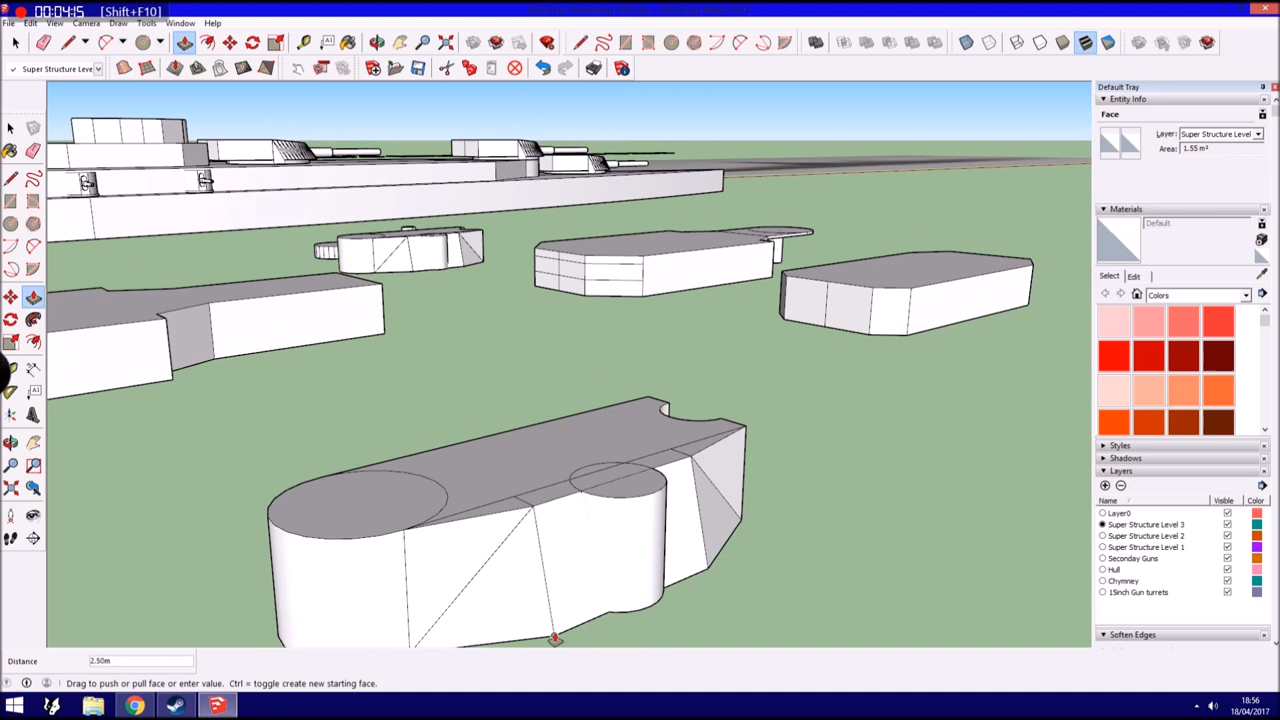 00:04:15 [Shift+F10]
File Edit View Camera Draw Tools Window Help
Super Structure Leve
Default Tray
Entity Info
Face
Layer: Super Structure Level
Area: 1.55 m²
Materials
Default
Select Edit
Colors
Styles
Shadows
Layers
Name Visible Color
Layer0
Super Structure Level 3
Super Structure Level 2
Super Structure Level 1
Seconday Guns
Hull
Chymney
15inch Gun turrets
Soften Edges
Distance 2.50m
Drag to push or pull face or enter value. Ctrl = toggle create new starting face.
18:56
18/04/2017